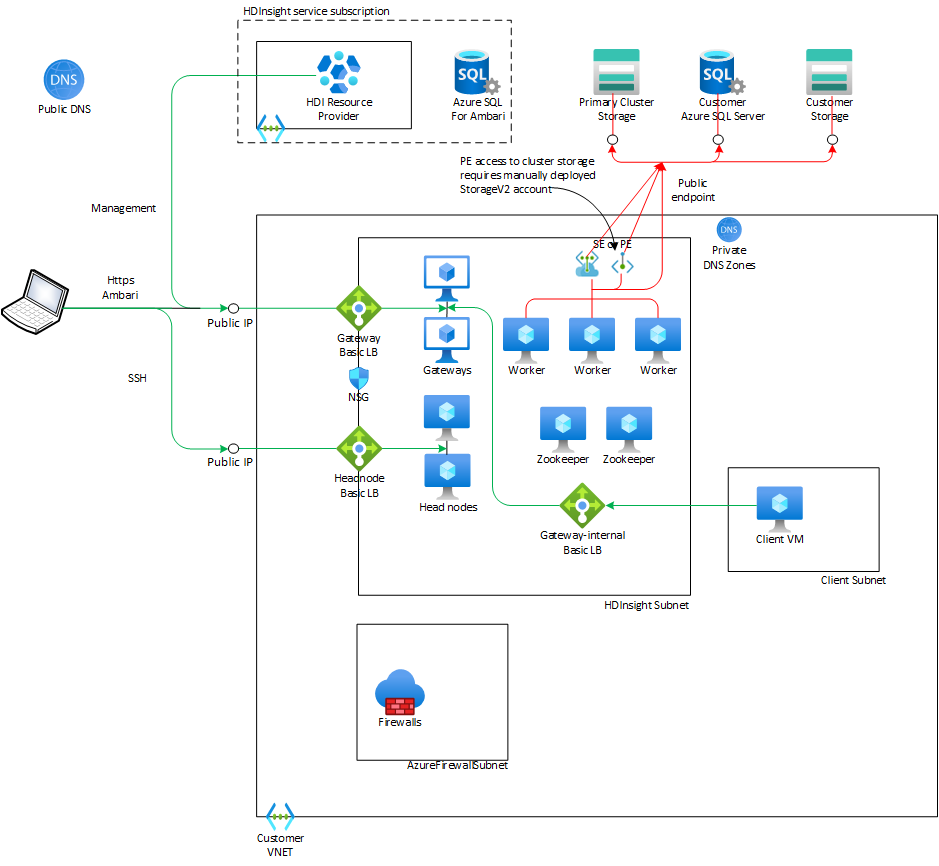 HDInsight service subscription
DNS
Public DNS
HDI Resource
Provider
SQL
Azure SQL
For Ambari
Primary Cluster
Storage
SQL
Customer
Azure SQL Server
Customer
Storage
PE access to cluster storage
requires manually deployed
StorageV2 account
Public
endpoint
Management
DNS
Private
DNS Zones
SE or PE
Https
Ambari
Public IP
Gateway
Basic LB
Gateways
Worker
Worker
Worker
SSH
NSG
Public IP
Headnode
Basic LB
Head nodes
Zookeeper
Zookeeper
Gateway-internal
Basic LB
Client VM
Client Subnet
HDInsight Subnet
Firewalls
AzureFirewallSubnet
Customer
VNET